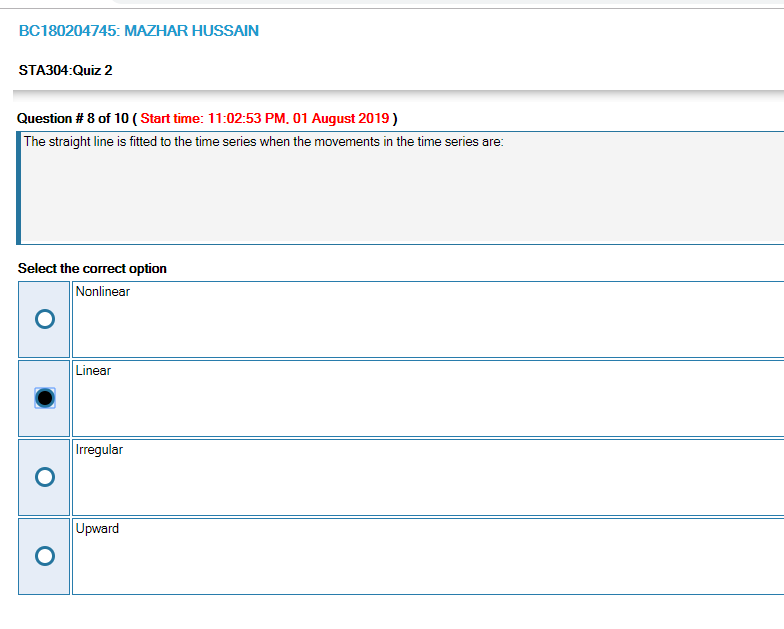 BC180204745: MAZHAR HUSSAIN
STA304:Quiz 2
Question # 8 of 10 ( Start time: 11:02:53 PM, 01 August 2019 )
The straight line is fitted to the time series when the movements in the time series are:
Select the correct option
Nonlinear
Linear
Irregular
Upward